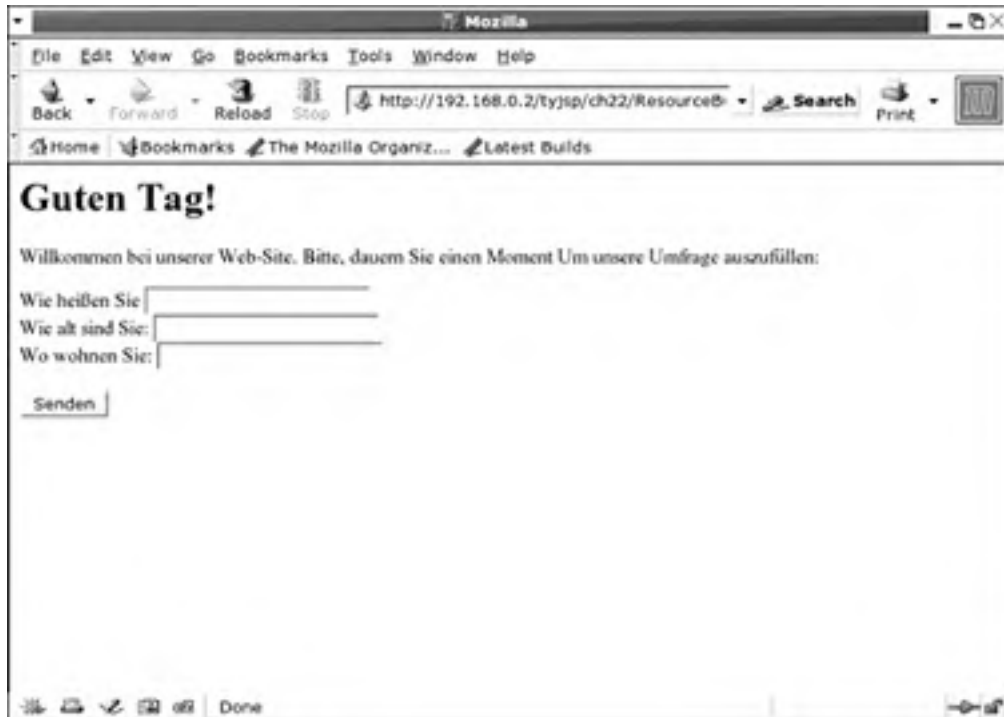 Mozilla
File Edit View Go Bookmarks Tools Window Help
Back Forward Reload Stop http://192.168.0.2/tyjsp/ch22/ResourceB Search Print
Home Bookmarks The Mozilla Organiz... Latest Builds
Guten Tag!
Willkommen bei unserer Web-Site. Bitte, dauern Sie einen Moment Um unsere Umfrage auszufüllen:
Wie heißen Sie
Wie alt sind Sie:
Wo wohnen Sie:
Senden
Done